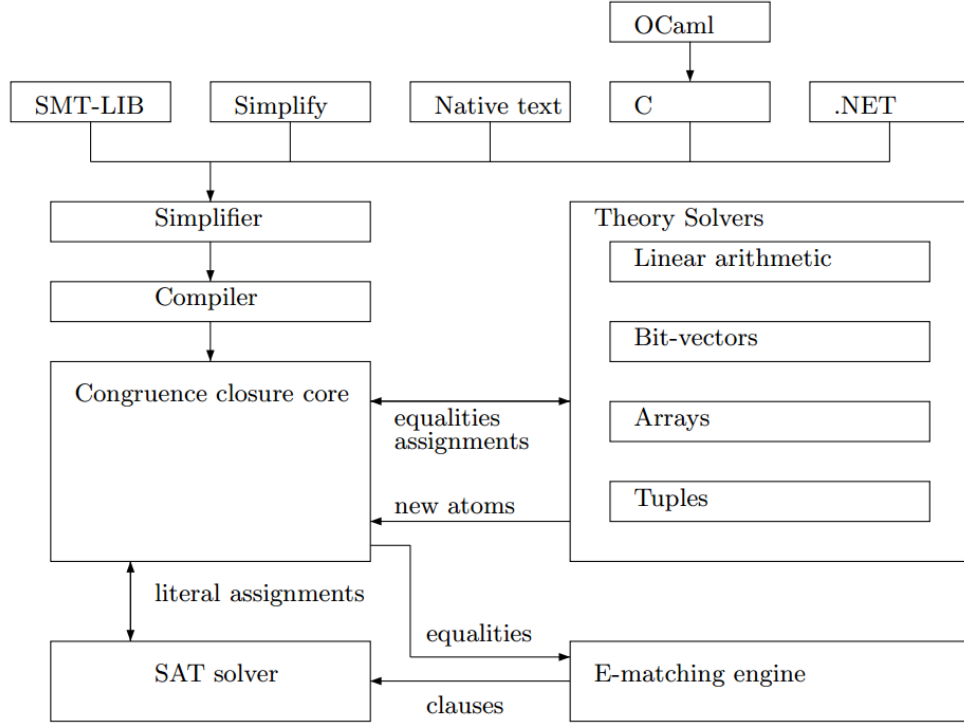 OCaml
SMT-LIB
Simplify
Native text
C
.NET
Simplifier
Compiler
Congruence closure core
equalities
assignments
new atoms
Theory Solvers
Linear arithmetic
Bit-vectors
Arrays
Tuples
literal assignments
equalities
SAT solver
E-matching engine
clauses